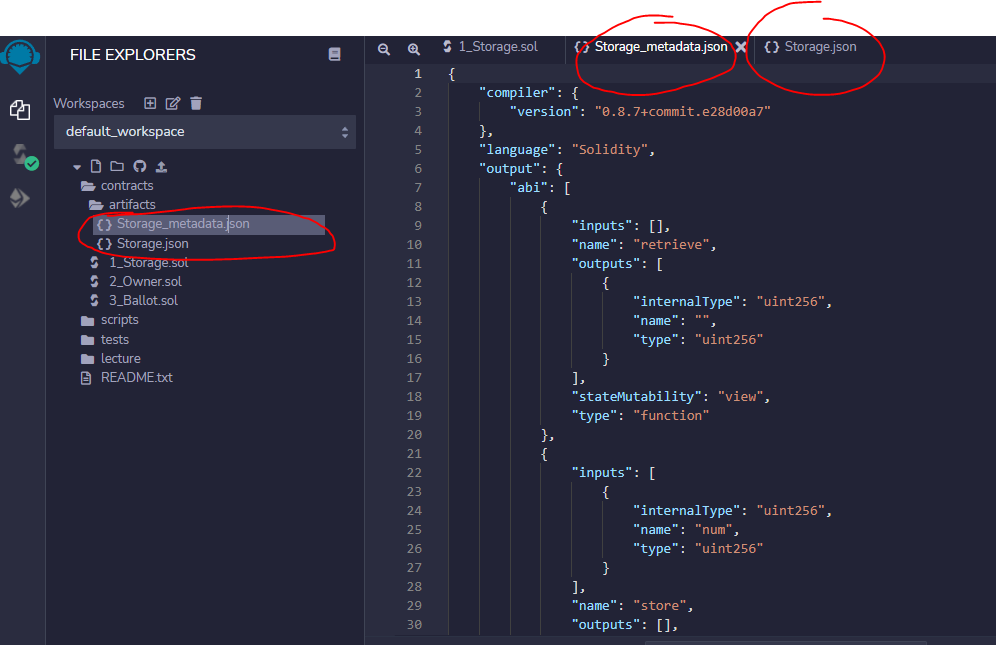 FILE EXPLORERS
Workspaces
default_workspace
contracts
artifacts
Storage_metadata.json
Storage.json
1_Storage.sol
2_Owner.sol
3_Ballot.sol
scripts
tests
lecture
README.txt
1_Storage.sol
{} Storage_metadata.json
{} Storage.json
1 {
2 "compiler": {
3 "version": "0.8.7+commit.e28d00a7"
4 },
5 "language": "Solidity",
6 "output": {
7 "abi": [
8 {
9 "inputs": [],
10 "name": "retrieve",
11 "outputs": [
12 {
13 "internalType": "uint256",
14 "name": "",
15 "type": "uint256"
16 }
17 ],
18 "stateMutability": "view",
19 "type": "function"
20 },
21 {
22 "inputs": [
23 {
24 "internalType": "uint256",
25 "name": "num",
26 "type": "uint256"
27 }
28 ],
29 "name": "store",
30 "outputs": [],